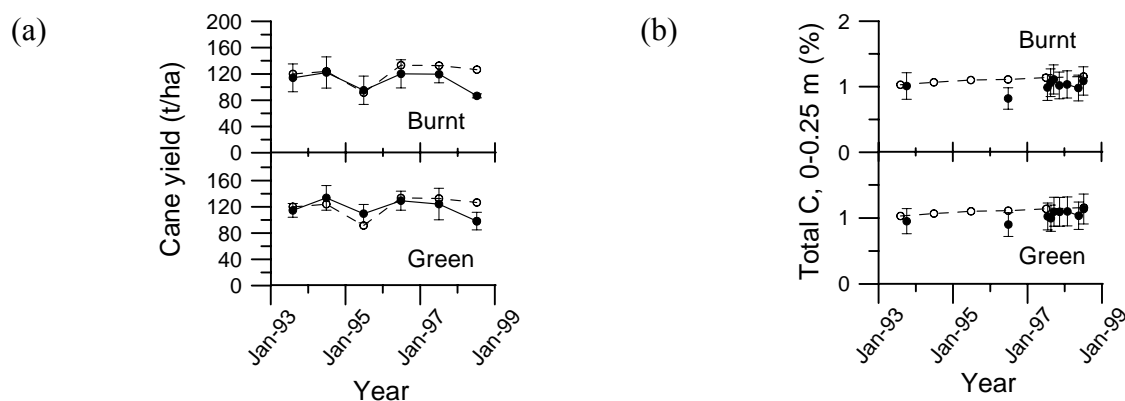 (a)
Cane yield (t/ha)
200
160
120
80
40
0
Burnt
160
120
80
40
0
Green
Jan-93
Jan-95
Jan-97
Jan-99
Year
(b)
Total C, 0-0.25 m (%)
2
1
0
Burnt
2
1
0
Green
Jan-93
Jan-95
Jan-97
Jan-99
Year